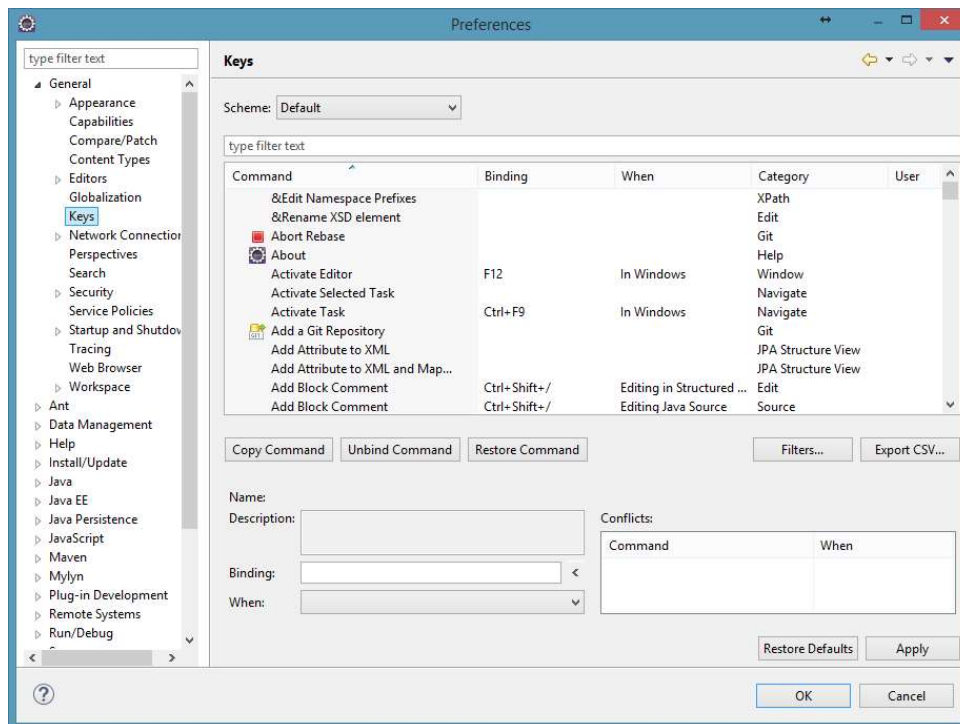 Preferences
type filter text
General
Appearance
Capabilities
Compare/Patch
Content Types
Editors
Globalization
Keys
Network Connection
Perspectives
Search
Security
Service Policies
Startup and Shutdov
Tracing
Web Browser
Workspace
Ant
Data Management
Help
Install/Update
Java
Java EE
Java Persistence
JavaScript
Maven
Mylyn
Plug-in Development
Remote Systems
Run/Debug
Keys
Scheme: Default
type filter text
Command Binding When Category User
&Edit Namespace Prefixes XPath
&Rename XSD element Edit
Abort Rebase Git
About Help
Activate Editor F12 In Windows Window
Activate Selected Task Navigate
Activate Task Ctrl+F9 In Windows Navigate
Add a Git Repository Git
Add Attribute to XML JPA Structure View
Add Attribute to XML and Map... JPA Structure View
Add Block Comment Ctrl+Shift+/ Editing in Structured ... Edit
Add Block Comment Ctrl+Shift+/ Editing Java Source Source
Copy Command Unbind Command Restore Command Filters... Export CSV...
Name:
Description:
Binding:
When:
Conflicts:
Command When
Restore Defaults Apply
OK Cancel